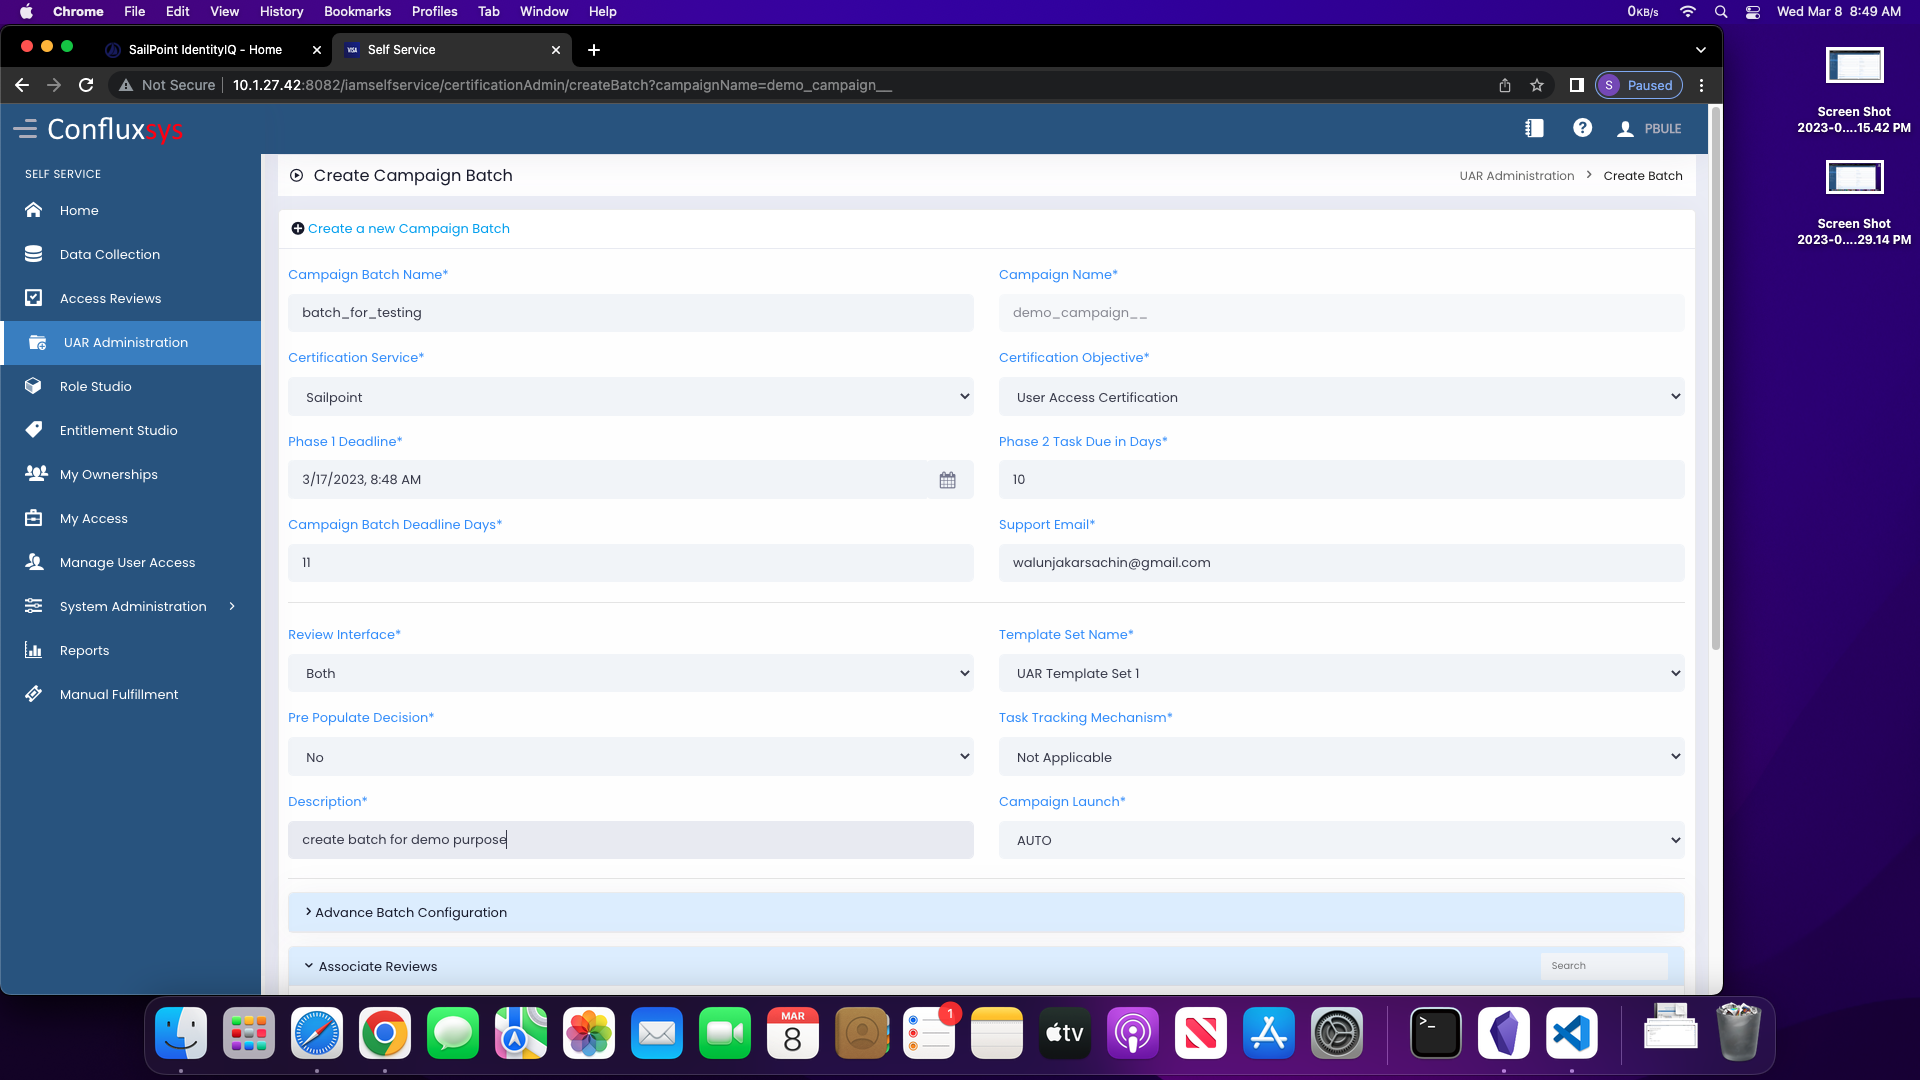 Chrome File Edit View History Bookmarks Profiles Tab Window Help 0KB/s Wed Mar 8 8:49 AM
SailPoint IdentityIQ - Home VISA Self Service
Not Secure 10.1.27.42:8082/iamselfservice/certificationAdmin/createBatch?campaignName=demo_campaign__ S Paused
Screen Shot
2023-0....15.42 PM
Screen Shot
2023-0....29.14 PM
Confluxsys PBULE
SELF SERVICE
Home
Data Collection
Access Reviews
UAR Administration
Role Studio
Entitlement Studio
My Ownerships
My Access
Manage User Access
System Administration
Reports
Manual Fulfillment
Create Campaign Batch UAR Administration > Create Batch
Create a new Campaign Batch
Campaign Batch Name* Campaign Name*
batch_for_testing demo_campaign__
Certification Service* Certification Objective*
Sailpoint User Access Certification
Phase 1 Deadline* Phase 2 Task Due in Days*
3/17/2023, 8:48 AM 10
Campaign Batch Deadline Days* Support Email*
11 walunjakarsachin@gmail.com
Review Interface* Template Set Name*
Both UAR Template Set 1
Pre Populate Decision* Task Tracking Mechanism*
No Not Applicable
Description* Campaign Launch*
create batch for demo purpose AUTO
Advance Batch Configuration
Associate Reviews Search
MAR
8
1
tv
>_